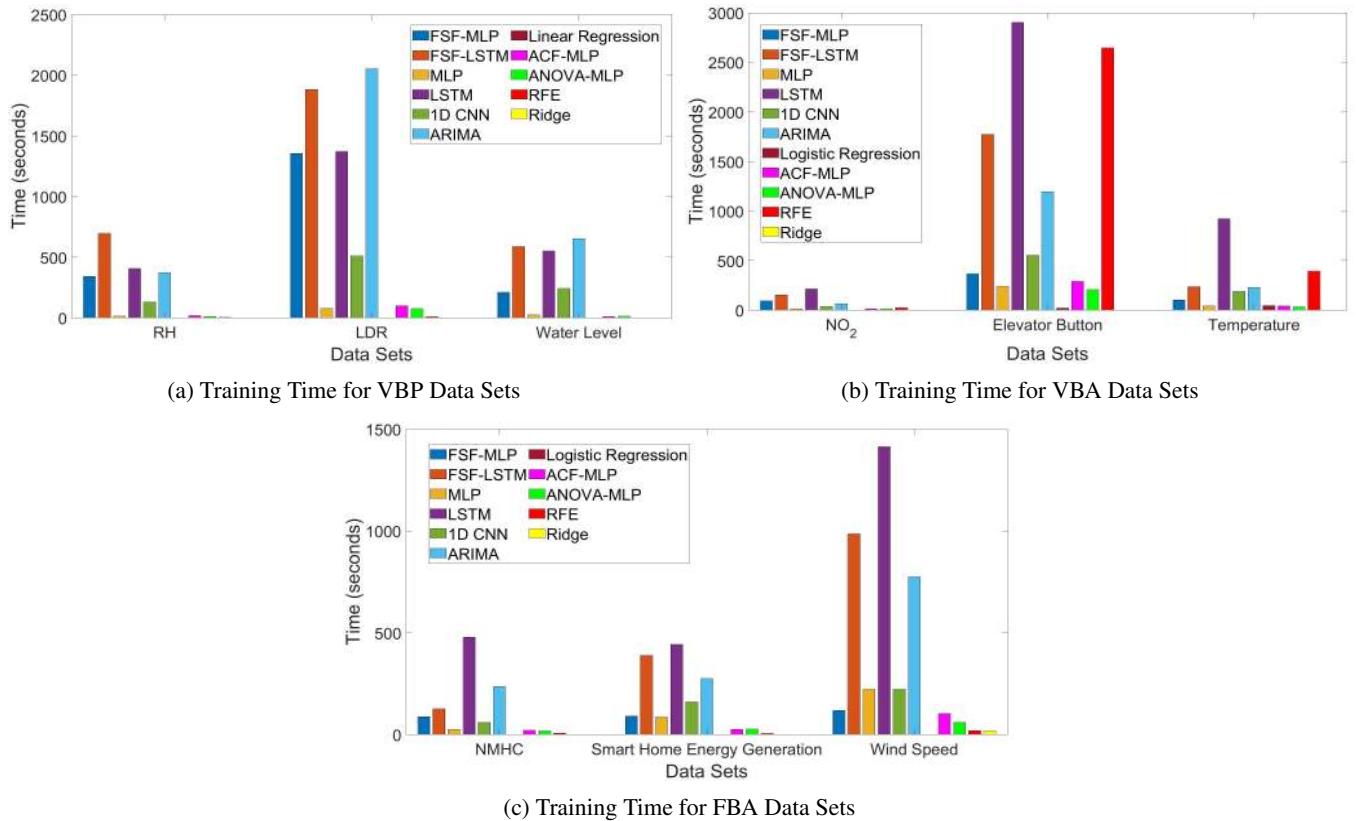 2500
2000
1500
1000
500
0
Time (seconds)
FSF-MLP
FSF-LSTM
MLP
LSTM
1D CNN
ARIMA
Linear Regression
ACF-MLP
ANOVA-MLP
RFE
Ridge
RH
LDR
Water Level
Data Sets
(a) Training Time for VBP Data Sets
3000
2500
2000
1500
1000
500
0
Time (seconds)
FSF-MLP
FSF-LSTM
MLP
LSTM
1D CNN
ARIMA
Logistic Regression
ACF-MLP
ANOVA-MLP
RFE
Ridge
NO2
Elevator Button
Temperature
Data Sets
(b) Training Time for VBA Data Sets
1500
1000
500
0
Time (seconds)
FSF-MLP
FSF-LSTM
MLP
LSTM
1D CNN
ARIMA
Logistic Regression
ACF-MLP
ANOVA-MLP
RFE
Ridge
NMHC
Smart Home Energy Generation
Wind Speed
Data Sets
(c) Training Time for FBA Data Sets